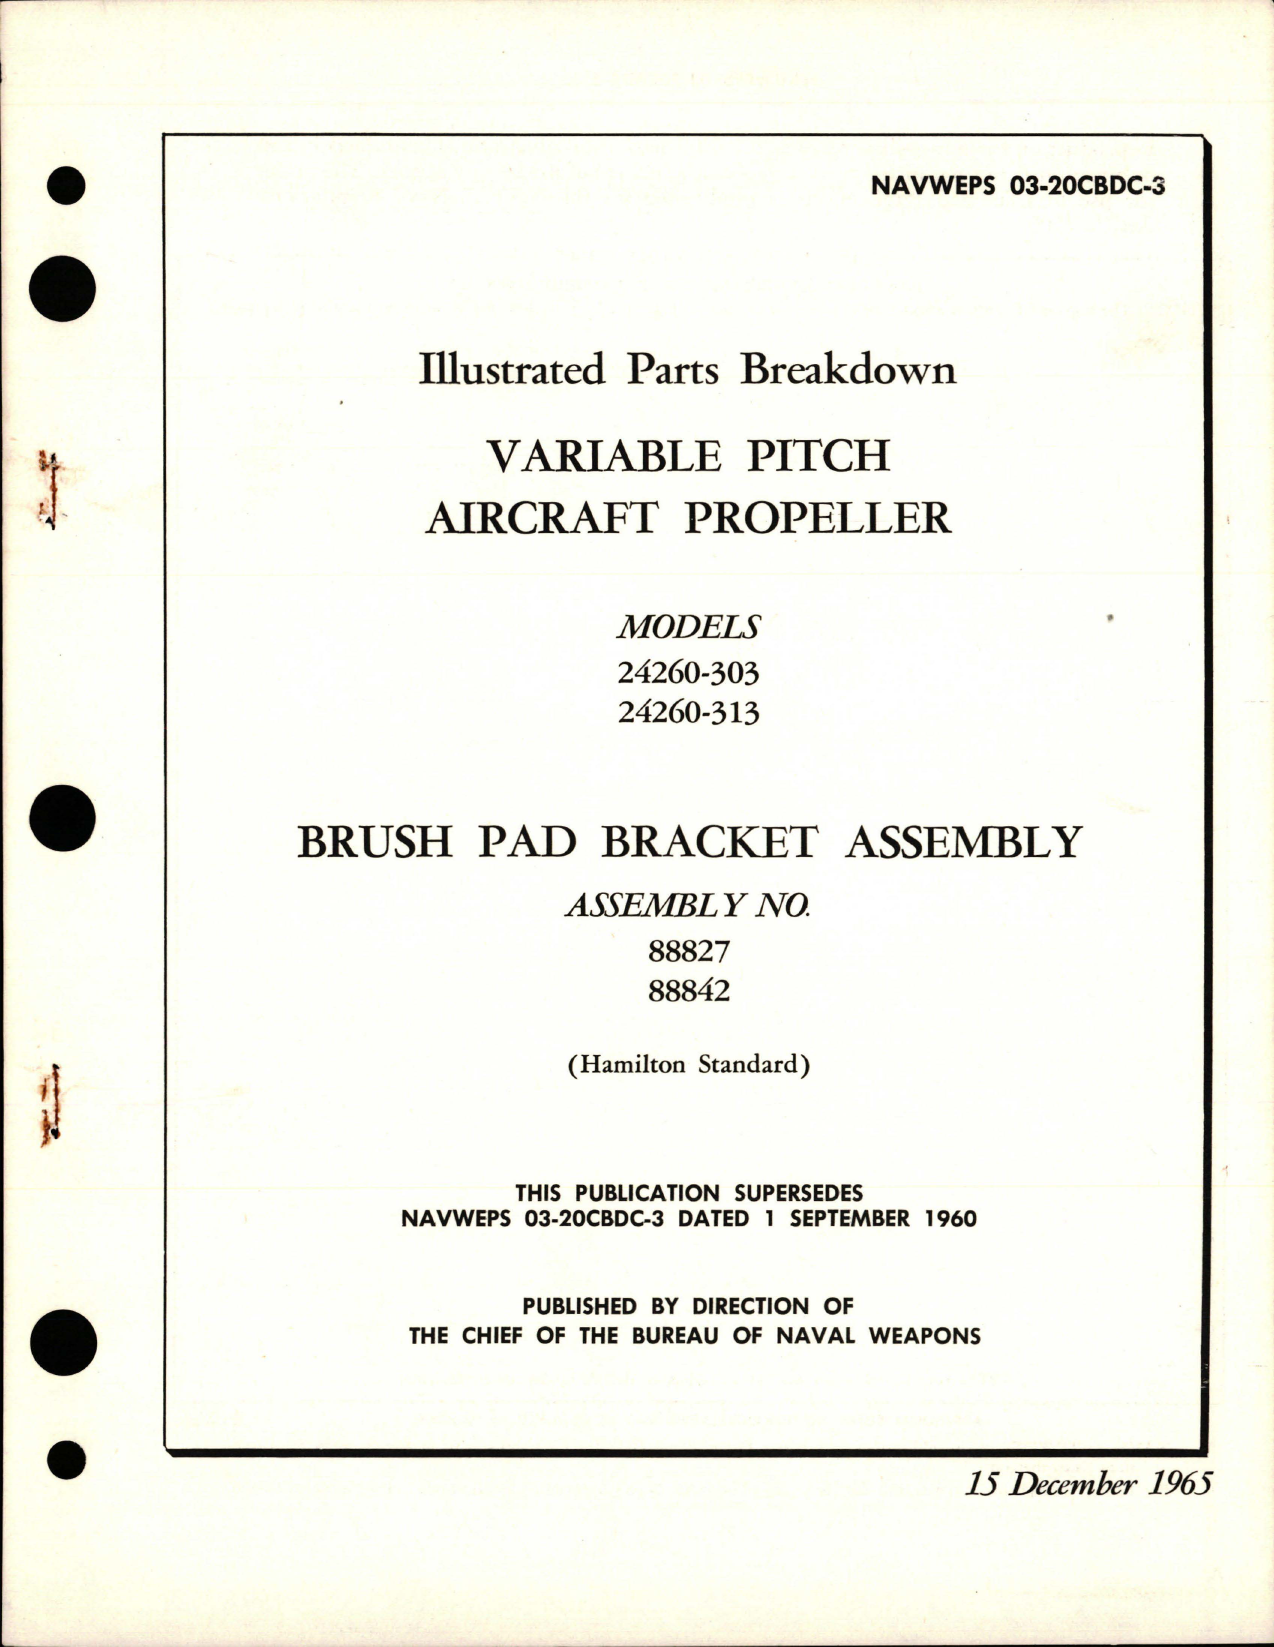 NAVWEPS 03-20CBDC-3
Illustrated Parts Breakdown
VARIABLE PITCH
AIRCRAFT PROPELLER
MODELS
24260-303
24260-313
BRUSH PAD BRACKET ASSEMBLY
ASSEMBLY NO.
88827
88842
(Hamilton Standard)
THIS PUBLICATION SUPERSEDES
NAVWEPS 03-20CBDC-3 DATED 1 SEPTEMBER 1960
PUBLISHED BY DIRECTION OF
THE CHIEF OF THE BUREAU OF NAVAL WEAPONS
15 December 1965